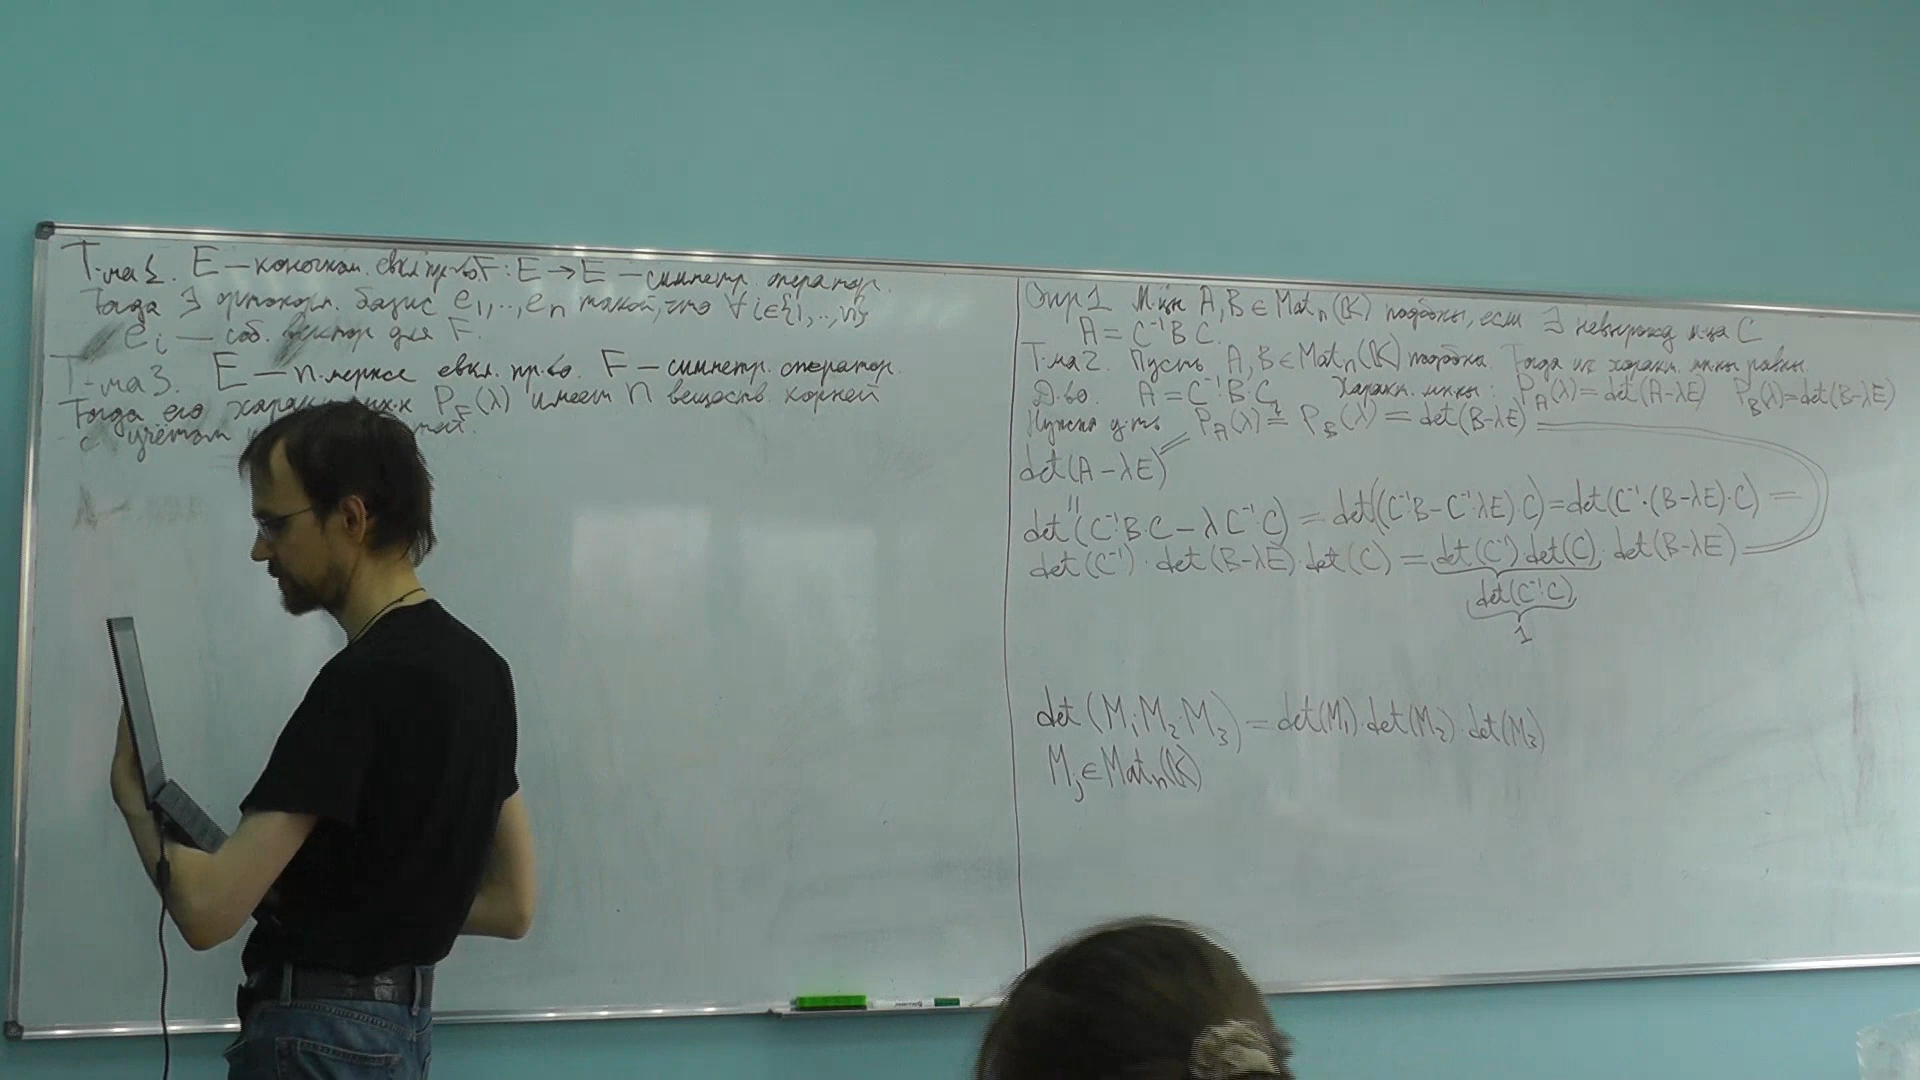 Т-ма 1. E — конечном. евкл. пр-во F: E → E — симметр. оператор.
Тогда ∃ ортонорм. базис e₁,..,eₙ такой, что ∀ i∈{1,..,n}
eᵢ — соб. вектор для F.
Т-ма 3. E — n-мерное евкл. пр-во. F — симметр. оператор.
Тогда его характ. мн-н P_F(λ) имеет n веществ. корней
с учётом
Опр 1 М-цы A, B ∈ Matₙ(K) подобны, если ∃ невырожд м-ца C
A = C⁻¹BC.
Т-ма 2. Пусть A, B ∈ Matₙ(K) подобны. Тогда их характ. мн-ны равны.
Д-во. A = C⁻¹·B·C, Характ. мн-ны: P_A(λ) = det(A-λE) P_B(λ) = det(B-λE)
Нужно д-ть P_A(λ) ≟ P_B(λ) = det(B-λE)
det(A-λE)
det(C⁻¹·B·C - λC⁻¹·C) = det((C⁻¹B - C⁻¹λE)·C) = det(C⁻¹·(B-λE)·C) =
det(C⁻¹)·det(B-λE)·det(C) = det(C⁻¹)·det(C)·det(B-λE)
det(C⁻¹·C)
1
det(M₁·M₂·M₃) = det(M₁)·det(M₂)·det(M₃)
Mⱼ ∈ Matₙ(K)